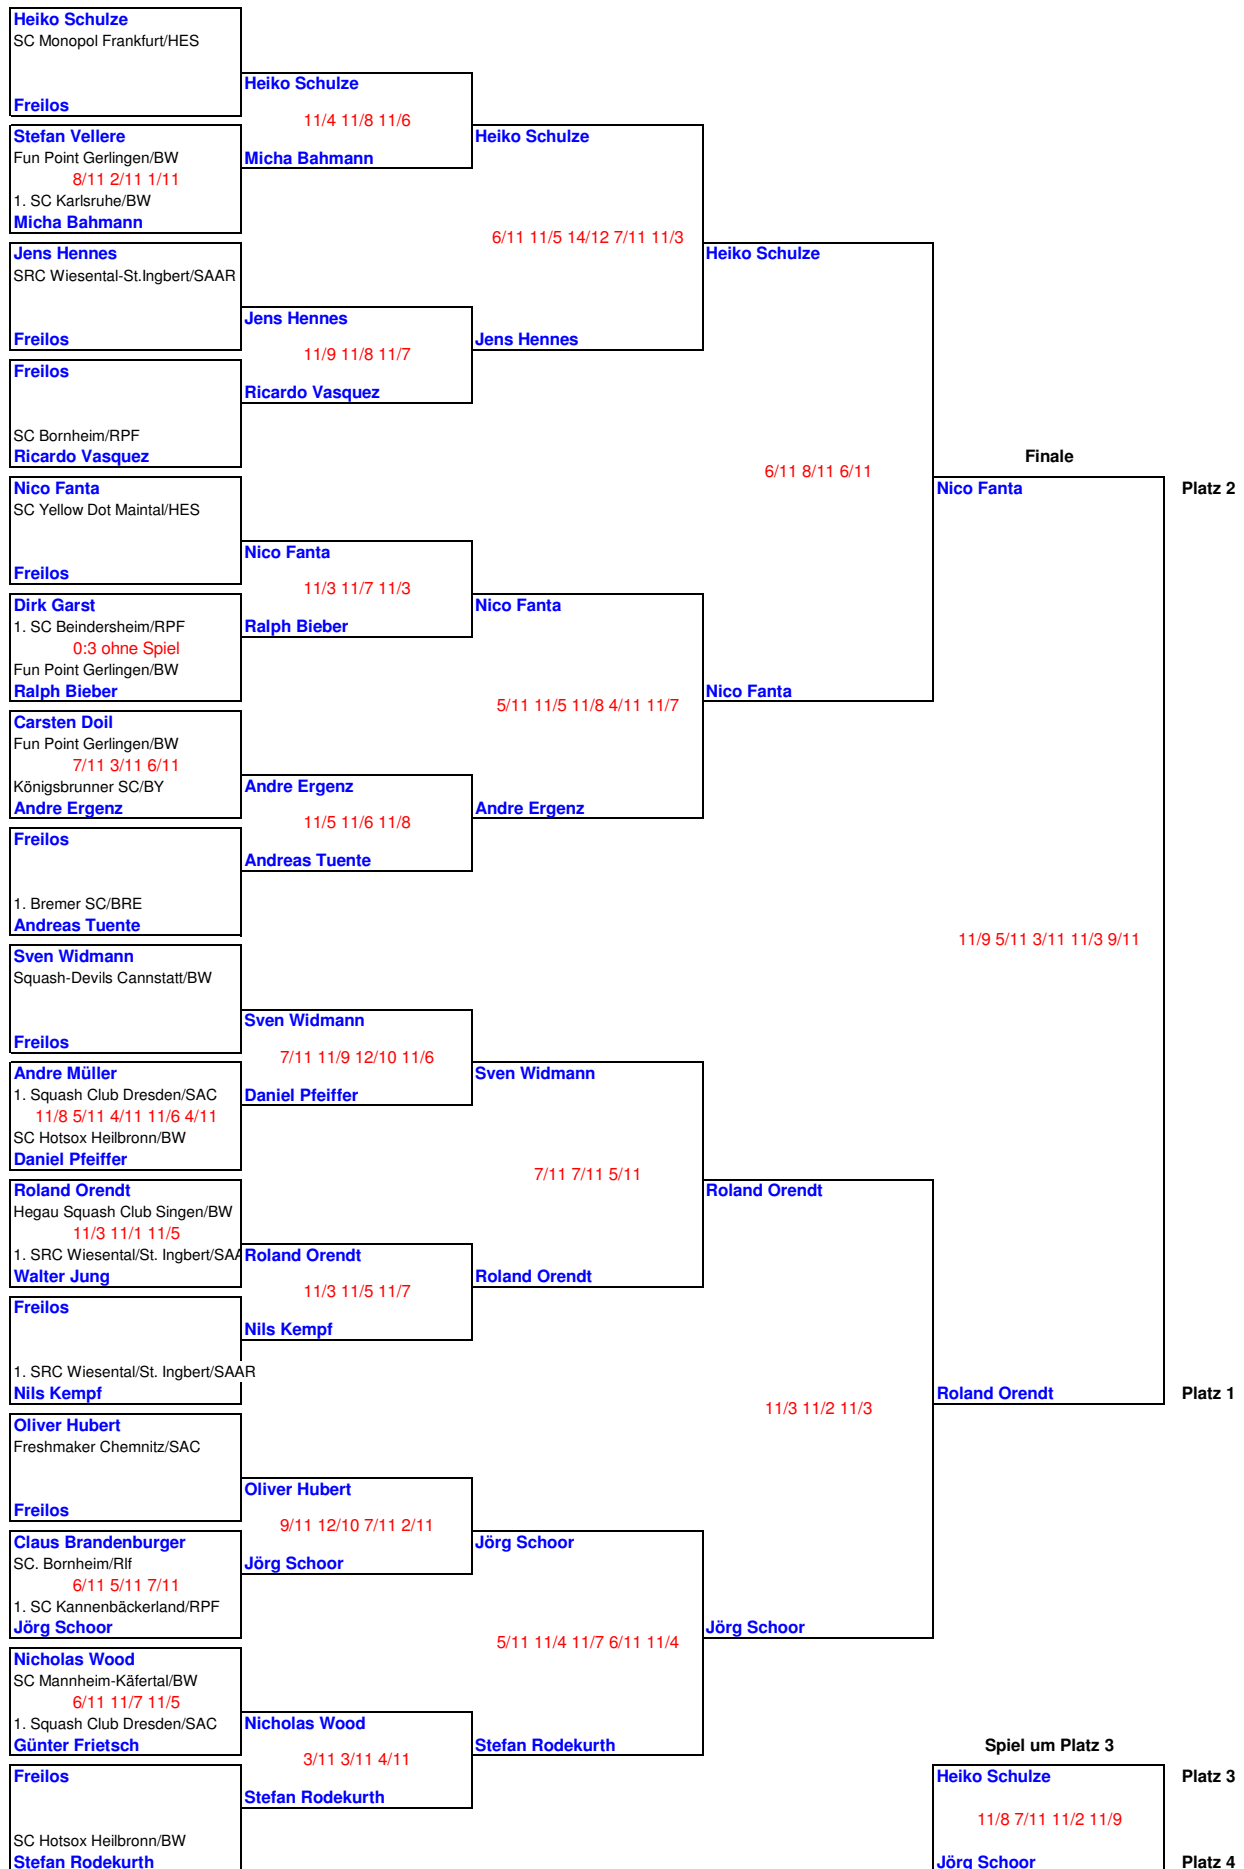 Heiko Schulze
SC Monopol Frankfurt/HES
Freilos
Stefan Vellere
Fun Point Gerlingen/BW
8/11 2/11 1/11
1. SC Karlsruhe/BW
Micha Bahmann
Jens Hennes
SRC Wiesental-St.Ingbert/SAAR
Freilos
Freilos
SC Bornheim/RPF
Ricardo Vasquez
Nico Fanta
SC Yellow Dot Maintal/HES
Freilos
Dirk Garst
1. SC Beindersheim/RPF
0:3 ohne Spiel
Fun Point Gerlingen/BW
Ralph Bieber
Carsten Doil
Fun Point Gerlingen/BW
7/11 3/11 6/11
Königsbrunner SC/BY
Andre Ergenz
Freilos
1. Bremer SC/BRE
Andreas Tuente
Sven Widmann
Squash-Devils Cannstatt/BW
Freilos
Andre Müller
1. Squash Club Dresden/SAC
11/8 5/11 4/11 11/6 4/11
SC Hotsox Heilbronn/BW
Daniel Pfeiffer
Roland Orendt
Hegau Squash Club Singen/BW
11/3 11/1 11/5
1. SRC Wiesental/St. Ingbert/SAA
Walter Jung
Freilos
1. SRC Wiesental/St. Ingbert/SAAR
Nils Kempf
Oliver Hubert
Freshmaker Chemnitz/SAC
Freilos
Claus Brandenburger
SC. Bornheim/Rlf
6/11 5/11 7/11
1. SC Kannenbäckerland/RPF
Jörg Schoor
Nicholas Wood
SC Mannheim-Käfertal/BW
6/11 11/7 11/5
1. Squash Club Dresden/SAC
Günter Frietsch
Freilos
SC Hotsox Heilbronn/BW
Stefan Rodekurth
Heiko Schulze
11/4 11/8 11/6
Micha Bahmann
Jens Hennes
11/9 11/8 11/7
Ricardo Vasquez
Nico Fanta
11/3 11/7 11/3
Ralph Bieber
Andre Ergenz
11/5 11/6 11/8
Andreas Tuente
Sven Widmann
7/11 11/9 12/10 11/6
Daniel Pfeiffer
Roland Orendt
11/3 11/5 11/7
Nils Kempf
Oliver Hubert
9/11 12/10 7/11 2/11
Jörg Schoor
Nicholas Wood
3/11 3/11 4/11
Stefan Rodekurth
Heiko Schulze
6/11 11/5 14/12 7/11 11/3
Jens Hennes
Nico Fanta
5/11 11/5 11/8 4/11 11/7
Andre Ergenz
Sven Widmann
7/11 7/11 5/11
Roland Orendt
Jörg Schoor
5/11 11/4 11/7 6/11 11/4
Stefan Rodekurth
Heiko Schulze
6/11 8/11 6/11
Nico Fanta
Roland Orendt
11/3 11/2 11/3
Jörg Schoor
Finale
Nico Fanta
Platz 2
11/9 5/11 3/11 11/3 9/11
Roland Orendt
Platz 1
Spiel um Platz 3
Heiko Schulze
Platz 3
11/8 7/11 11/2 11/9
Jörg Schoor
Platz 4